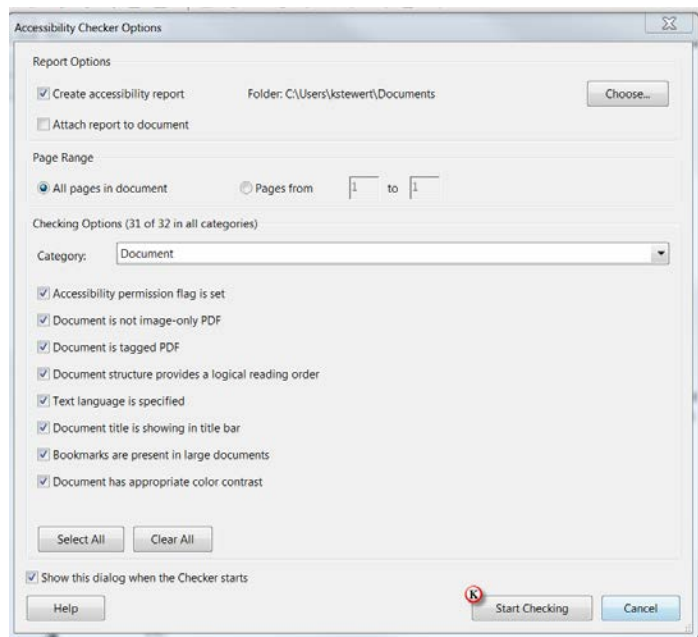 Accessibility Checker Options
Report Options
Create accessibility report Folder: C:\Users\kstewert\Documents Choose...
Attach report to document
Page Range
All pages in document Pages from 1 to 1
Checking Options (31 of 32 in all categories)
Category: Document
Accessibility permission flag is set
Document is not image-only PDF
Document is tagged PDF
Document structure provides a logical reading order
Text language is specified
Document title is showing in title bar
Bookmarks are present in large documents
Document has appropriate color contrast
Select All Clear All
Show this dialog when the Checker starts
Help K Start Checking Cancel